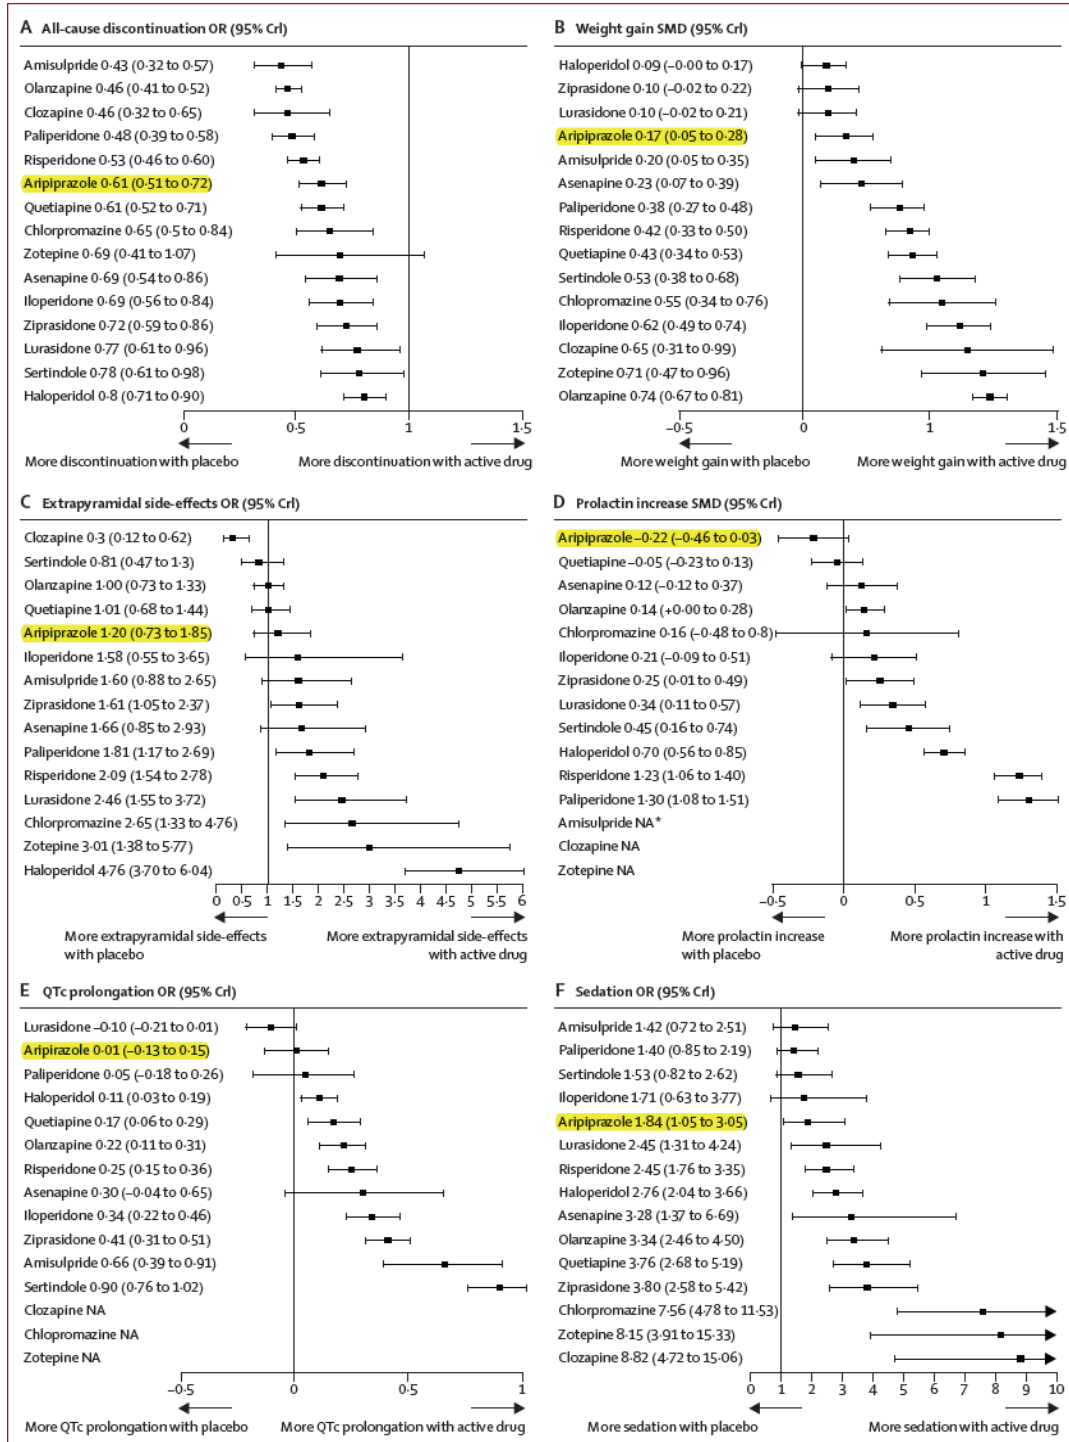 A All-cause discontinuation OR (95% CrI)
Amisulpride 0·43 (0·32 to 0·57)
Olanzapine 0·46 (0·41 to 0·52)
Clozapine 0·46 (0·32 to 0·65)
Paliperidone 0·48 (0·39 to 0·58)
Risperidone 0·53 (0·46 to 0·60)
Aripiprazole 0·61 (0·51 to 0·72)
Quetiapine 0·61 (0·52 to 0·71)
Chlorpromazine 0·65 (0·5 to 0·84)
Zotepine 0·69 (0·41 to 1·07)
Asenapine 0·69 (0·54 to 0·86)
Iloperidone 0·69 (0·56 to 0·84)
Ziprasidone 0·72 (0·59 to 0·86)
Lurasidone 0·77 (0·61 to 0·96)
Sertindole 0·78 (0·61 to 0·98)
Haloperidol 0·8 (0·71 to 0·90)
0 0·5 1 1·5
More discontinuation with placebo More discontinuation with active drug
B Weight gain SMD (95% CrI)
Haloperidol 0·09 (−0·00 to 0·17)
Ziprasidone 0·10 (−0·02 to 0·22)
Lurasidone 0·10 (−0·02 to 0·21)
Aripiprazole 0·17 (0·05 to 0·28)
Amisulpride 0·20 (0·05 to 0·35)
Asenapine 0·23 (0·07 to 0·39)
Paliperidone 0·38 (0·27 to 0·48)
Risperidone 0·42 (0·33 to 0·50)
Quetiapine 0·43 (0·34 to 0·53)
Sertindole 0·53 (0·38 to 0·68)
Chlopromazine 0·55 (0·34 to 0·76)
Iloperidone 0·62 (0·49 to 0·74)
Clozapine 0·65 (0·31 to 0·99)
Zotepine 0·71 (0·47 to 0·96)
Olanzapine 0·74 (0·67 to 0·81)
−0·5 0 1 1·5
More weight gain with placebo More weight gain with active drug
C Extrapyramidal side-effects OR (95% CrI)
Clozapine 0·3 (0·12 to 0·62)
Sertindole 0·81 (0·47 to 1·3)
Olanzapine 1·00 (0·73 to 1·33)
Quetiapine 1·01 (0·68 to 1·44)
Aripiprazole 1·20 (0·73 to 1·85)
Iloperidone 1·58 (0·55 to 3·65)
Amisulpride 1·60 (0·88 to 2·65)
Ziprasidone 1·61 (1·05 to 2·37)
Asenapine 1·66 (0·85 to 2·93)
Paliperidone 1·81 (1·17 to 2·69)
Risperidone 2·09 (1·54 to 2·78)
Lurasidone 2·46 (1·55 to 3·72)
Chlorpromazine 2·65 (1·33 to 4·76)
Zotepine 3·01 (1·38 to 5·77)
Haloperidol 4·76 (3·70 to 6·04)
0 0·5 1 1·5 2 2·5 3 3·5 4 4·5 5 5·5 6
More extrapyramidal side-effects More extrapyramidal side-effects
with placebo with active drug
D Prolactin increase SMD (95% CrI)
Aripiprazole −0·22 (−0·46 to 0·03)
Quetiapine −0·05 (−0·23 to 0·13)
Asenapine 0·12 (−0·12 to 0·37)
Olanzapine 0·14 (+0·00 to 0·28)
Chlorpromazine 0·16 (−0·48 to 0·8)
Iloperidone 0·21 (−0·09 to 0·51)
Ziprasidone 0·25 (0·01 to 0·49)
Lurasidone 0·34 (0·11 to 0·57)
Sertindole 0·45 (0·16 to 0·74)
Haloperidol 0·70 (0·56 to 0·85)
Risperidone 1·23 (1·06 to 1·40)
Paliperidone 1·30 (1·08 to 1·51)
Amisulpride NA*
Clozapine NA
Zotepine NA
−0·5 0 0·5 1 1·5
More prolactin increase More prolactin increase with
with placebo active drug
E QTc prolongation OR (95% CrI)
Lurasidone −0·10 (−0·21 to 0·01)
Aripirazole 0·01 (−0·13 to 0·15)
Paliperidone 0·05 (−0·18 to 0·26)
Haloperidol 0·11 (0·03 to 0·19)
Quetiapine 0·17 (0·06 to 0·29)
Olanzapine 0·22 (0·11 to 0·31)
Risperidone 0·25 (0·15 to 0·36)
Asenapine 0·30 (−0·04 to 0·65)
Iloperidone 0·34 (0·22 to 0·46)
Ziprasidone 0·41 (0·31 to 0·51)
Amisulpride 0·66 (0·39 to 0·91)
Sertindole 0·90 (0·76 to 1·02)
Clozapine NA
Chlopromazine NA
Zotepine NA
−0·5 0 0·5 1
More QTc prolongation with placebo More QTc prolongation with active drug
F Sedation OR (95% CrI)
Amisulpride 1·42 (0·72 to 2·51)
Paliperidone 1·40 (0·85 to 2·19)
Sertindole 1·53 (0·82 to 2·62)
Iloperidone 1·71 (0·63 to 3·77)
Aripiprazole 1·84 (1·05 to 3·05)
Lurasidone 2·45 (1·31 to 4·24)
Risperidone 2·45 (1·76 to 3·35)
Haloperidol 2·76 (2·04 to 3·66)
Asenapine 3·28 (1·37 to 6·69)
Olanzapine 3·34 (2·46 to 4·50)
Quetiapine 3·76 (2·68 to 5·19)
Ziprasidone 3·80 (2·58 to 5·42)
Chlorpromazine 7·56 (4·78 to 11·53)
Zotepine 8·15 (3·91 to 15·33)
Clozapine 8·82 (4·72 to 15·06)
0 1 2 3 4 5 6 7 8 9 10
More sedation with placebo More sedation with active drug